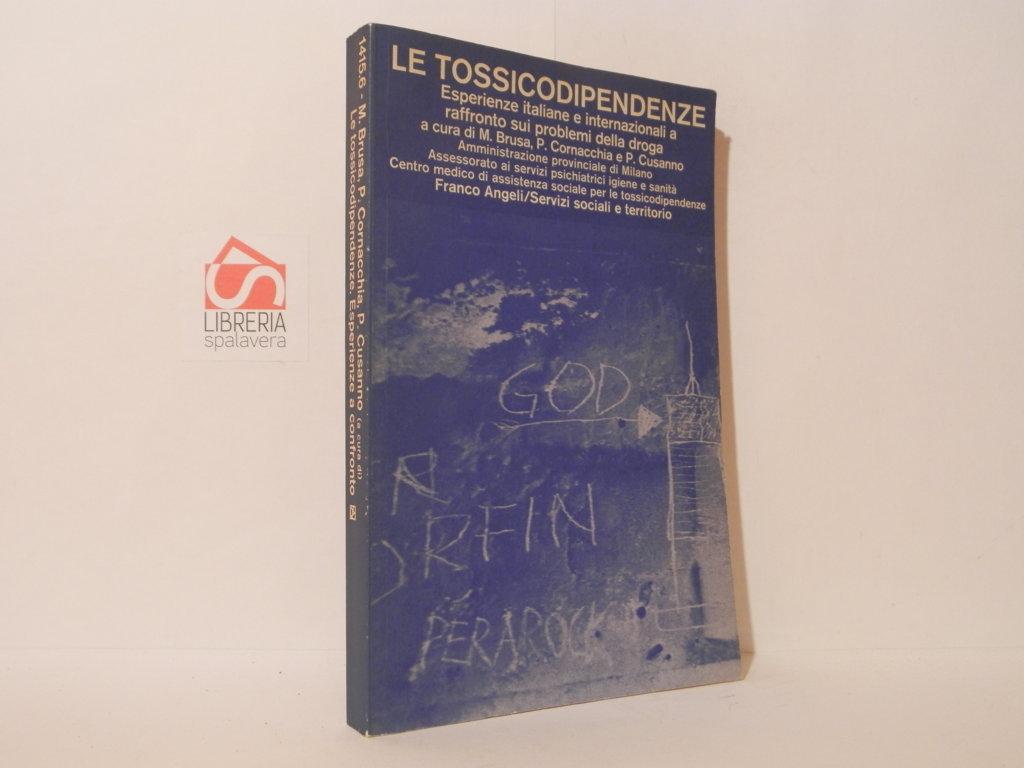 LE TOSSICODIPENDENZE
Esperienze italiane e internazionali a
raffronto sui problemi della droga
a cura di M. Brusa, P. Cornacchia e P. Cusanno
Amministrazione provinciale di Milano
Assessorato ai servizi psichiatrici igiene e sanità
Centro medico di assistenza sociale per le tossicodipendenze
Franco Angeli/Servizi sociali e territorio
GOD
R
ORFIN
PERAROCK
1415.6 - M. Brusa, P. Cornacchia, P. Cusanno (a cura di)
Le tossicodipendenze. Esperienze a confronto
LIBRERIA
spalavera